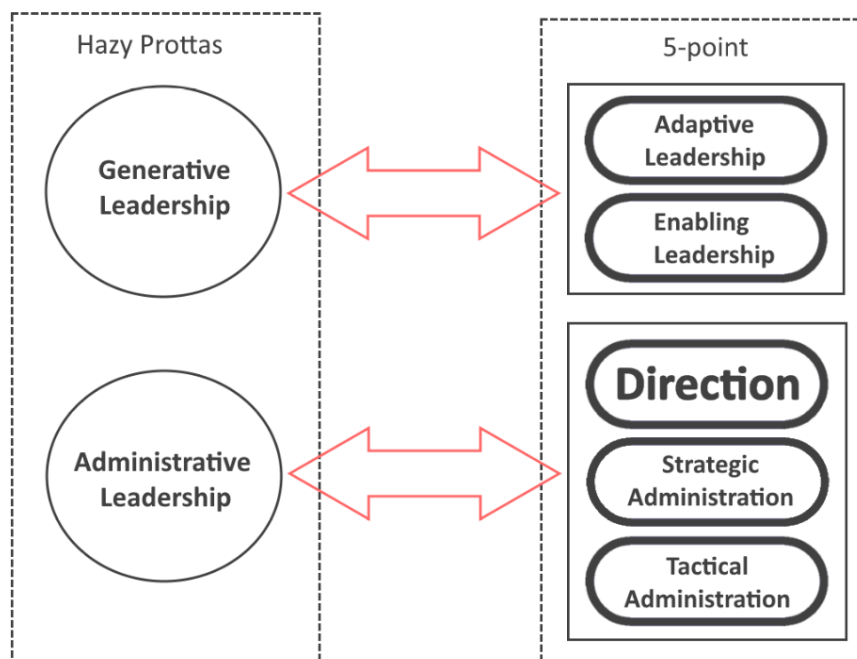 Hazy Prottas
Generative
Leadership
Administrative
Leadership
5-point
Adaptive
Leadership
Enabling
Leadership
Direction
Strategic
Administration
Tactical
Administration